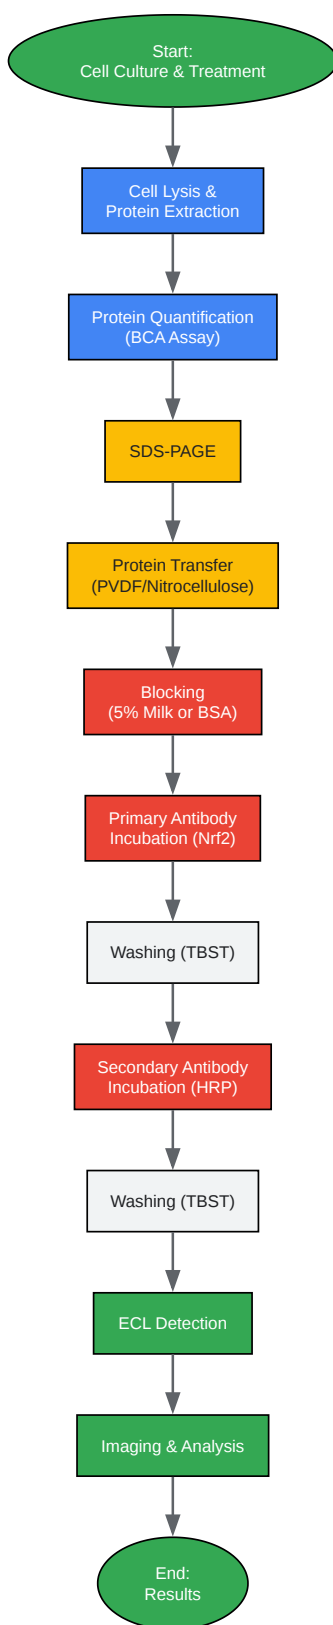 Start:
Cell Culture & Treatment
Cell Lysis &
Protein Extraction
Protein Quantification
(BCA Assay)
SDS-PAGE
Protein Transfer
(PVDF/Nitrocellulose)
Blocking
(5% Milk or BSA)
Primary Antibody
Incubation (Nrf2)
Washing (TBST)
Secondary Antibody
Incubation (HRP)
Washing (TBST)
ECL Detection
Imaging & Analysis
End:
Results